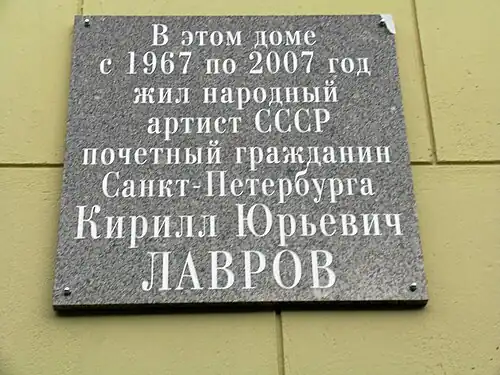 В этом доме
с 1967 по 2007 год
жил народный
артист СССР
почетный гражданин
Санкт-Петербурга
Кирилл Юрьевич
ЛАВРОВ